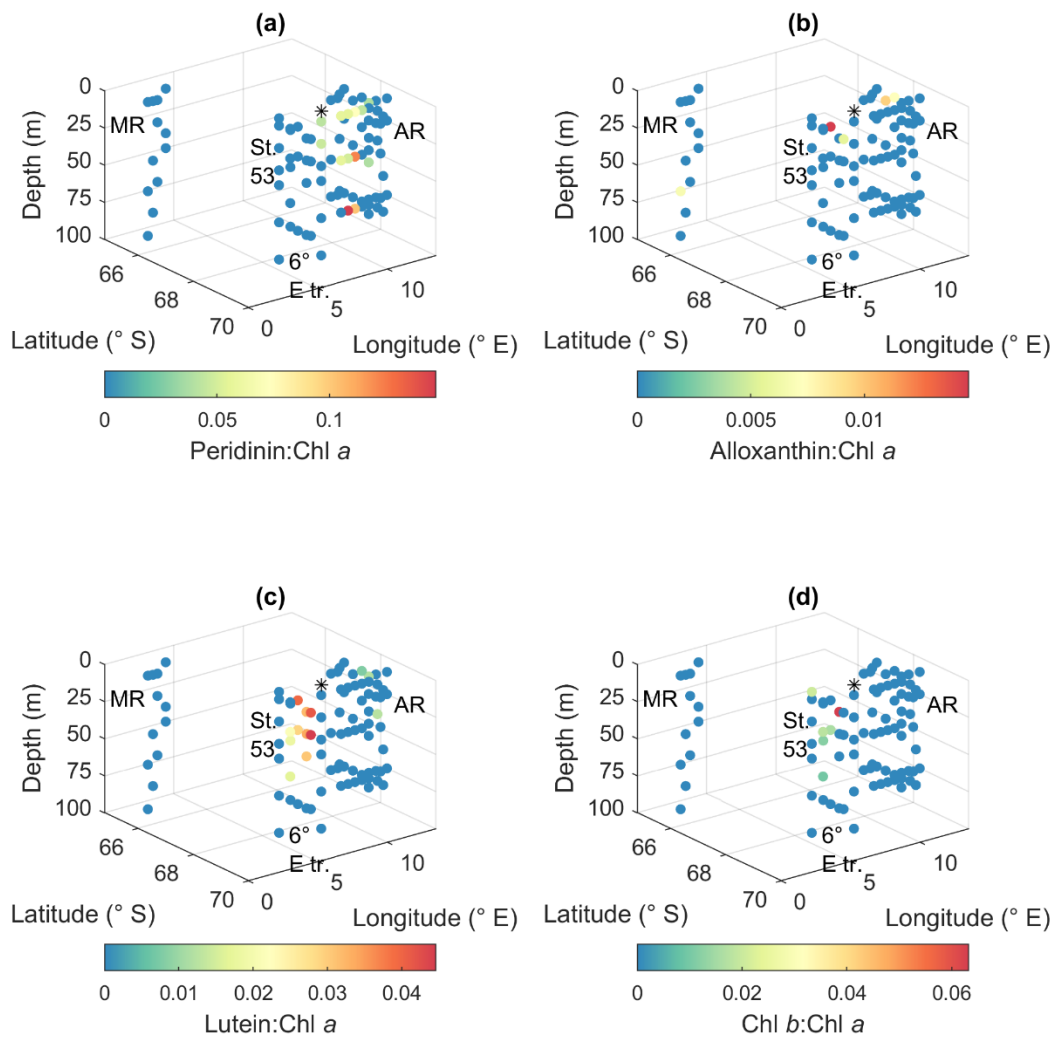 (a)
0
25
50
75
100
Depth (m)
MR
St.
53
AR
6°
E tr.
66
68
70
0
5
10
Latitude (° S)
Longitude (° E)
0
0.05
0.1
Peridinin:Chl a
(b)
0
25
50
75
100
Depth (m)
MR
St.
53
AR
6°
E tr.
66
68
70
0
5
10
Latitude (° S)
Longitude (° E)
0
0.005
0.01
Alloxanthin:Chl a
(c)
0
25
50
75
100
Depth (m)
MR
St.
53
AR
6°
E tr.
66
68
70
0
5
10
Latitude (° S)
Longitude (° E)
0
0.01
0.02
0.03
0.04
Lutein:Chl a
(d)
0
25
50
75
100
Depth (m)
MR
St.
53
AR
6°
E tr.
66
68
70
0
5
10
Latitude (° S)
Longitude (° E)
0
0.02
0.04
0.06
Chl b:Chl a